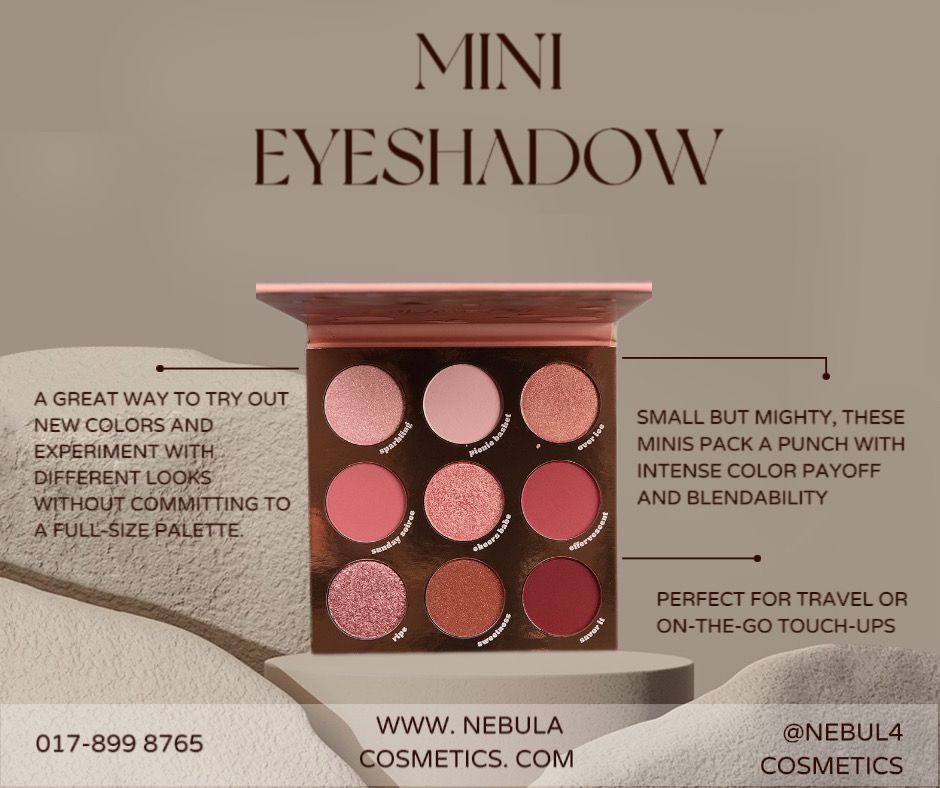 MINI
EYESHADOW
A GREAT WAY TO TRY OUT
NEW COLORS AND
EXPERIMENT WITH
DIFFERENT LOOKS
WITHOUT COMMITTING TO
A FULL-SIZE PALETTE.
sparkling
picnic basket
over ice
sunday soiree
cheers babe
effervescent
ripe
sweetness
savor it
SMALL BUT MIGHTY, THESE
MINIS PACK A PUNCH WITH
INTENSE COLOR PAYOFF
AND BLENDABILITY
PERFECT FOR TRAVEL OR
ON-THE-GO TOUCH-UPS
017-899 8765
WWW. NEBULA
COSMETICS. COM
@NEBUL4
COSMETICS